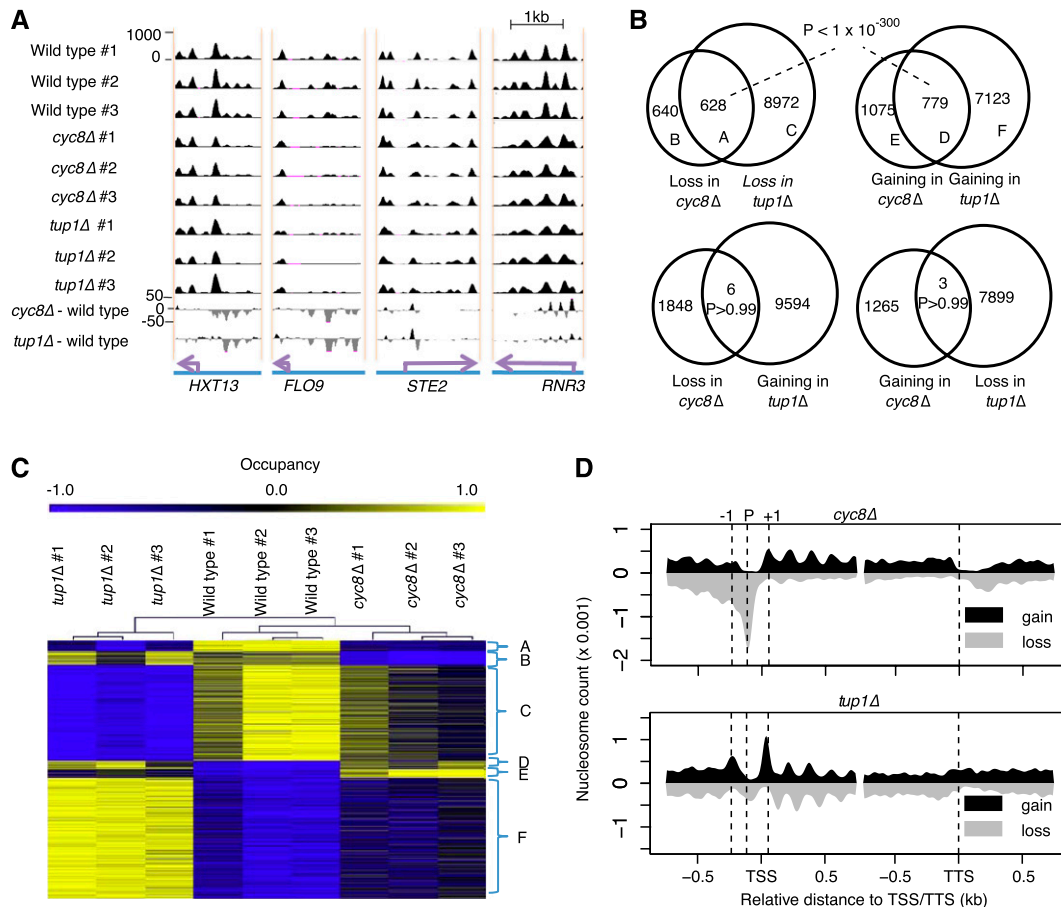 A
1kb
1000
0
Wild type #1
Wild type #2
Wild type #3
cyc8Δ #1
cyc8Δ #2
cyc8Δ #3
tup1Δ #1
tup1Δ #2
tup1Δ #3
50
0
-50
cyc8Δ - wild type
tup1Δ - wild type
HXT13
FLO9
STE2
RNR3
B
P < 1 x 10-300
640
628
8972
B
A
C
Loss in
cyc8Δ
Loss in
tup1Δ
1075
779
7123
E
D
F
Gaining in
cyc8Δ
Gaining in
tup1Δ
1848
6
P>0.99
9594
Loss in
cyc8Δ
Gaining in
tup1Δ
1265
3
P>0.99
7899
Gaining in
cyc8Δ
Loss in
tup1Δ
C
Occupancy
-1.0
0.0
1.0
tup1Δ #1
tup1Δ #2
tup1Δ #3
Wild type #1
Wild type #2
Wild type #3
cyc8Δ #1
cyc8Δ #2
cyc8Δ #3
A
B
C
D
E
F
D
-1 P +1
cyc8Δ
1
0
-1
-2
gain
loss
Nucleosome count (x 0.001)
tup1Δ
1
0
-1
gain
loss
−0.5 TSS 0.5 −0.5 TTS 0.5
Relative distance to TSS/TTS (kb)